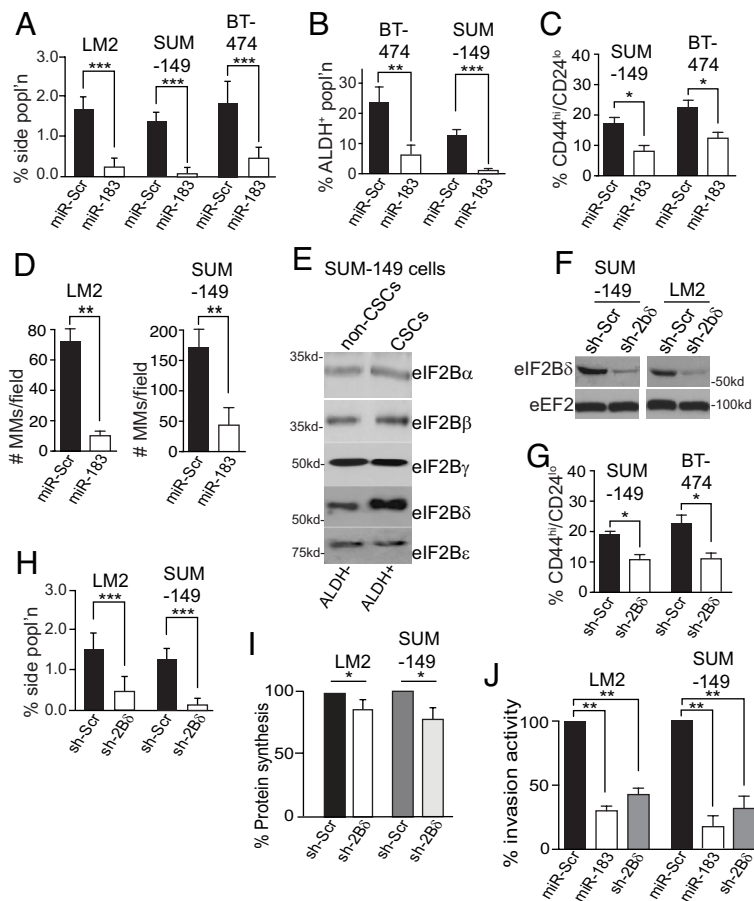 A
LM2
SUM
-149
BT-
474
***
***
***
% side popl'n
2.0
1.0
0.0
miR-Scr
miR-183
miR-Scr
miR-183
miR-Scr
miR-183
B
BT-
474
SUM
-149
**
***
% ALDH+ popl'n
40
30
20
10
0
miR-Scr
miR-183
miR-Scr
miR-183
C
SUM
-149
BT-
474
*
*
% CD44hi/CD24lo
40
30
20
10
0
miR-Scr
miR-183
miR-Scr
miR-183
D
LM2
**
# MMs/field
80
60
40
20
0
miR-Scr
miR-183
SUM
-149
**
# MMs/field
200
150
100
50
0
miR-Scr
miR-183
E
SUM-149 cells
non-CSCs
CSCs
35kd
eIF2Bα
35kd
eIF2Bβ
50kd
eIF2Bγ
50kd
eIF2Bδ
75kd
eIF2Bε
ALDH-
ALDH+
F
SUM
-149
LM2
sh-Scr
sh-2bδ
sh-Scr
sh-2bδ
eIF2Bδ
-50kd
eEF2
-100kd
G
SUM
-149
BT-
474
*
*
% CD44hi/CD24lo
40
30
20
10
0
sh-Scr
sh-2Bδ
sh-Scr
sh-2Bδ
H
LM2
SUM
-149
***
***
% side popl'n
3.0
2.0
1.0
0.0
sh-Scr
sh-2Bδ
sh-Scr
sh-2Bδ
I
LM2
SUM
-149
*
*
% Protein synthesis
100
50
0
sh-Scr
sh-2Bδ
sh-Scr
sh-2Bδ
J
LM2
SUM
-149
**
**
**
**
% invasion activity
100
50
0
miR-Scr
miR-183
sh-2Bδ
miR-Scr
miR-183
sh-2Bδ